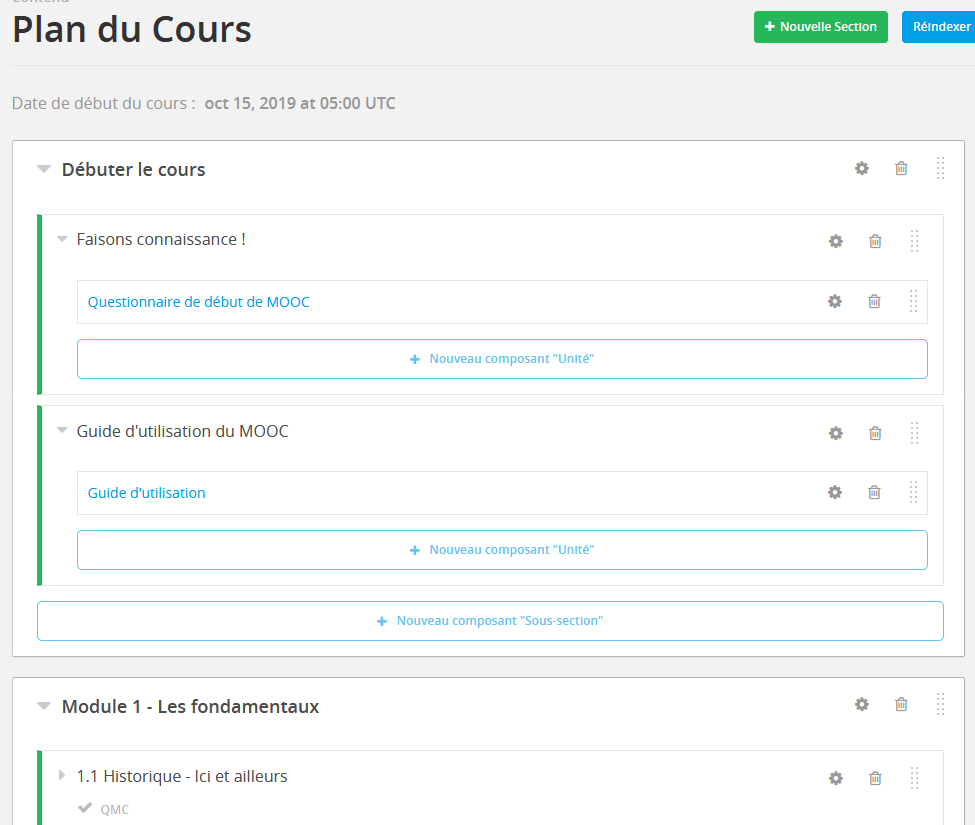 Contenu
Plan du Cours
Nouvelle Section
Réindexer
Date de début du cours : oct 15, 2019 at 05:00 UTC
Débuter le cours
Faisons connaissance !
Questionnaire de début de MOOC
Nouveau composant "Unité"
Guide d'utilisation du MOOC
Guide d'utilisation
Nouveau composant "Unité"
Nouveau composant "Sous-section"
Module 1 - Les fondamentaux
1.1 Historique - Ici et ailleurs
QMC